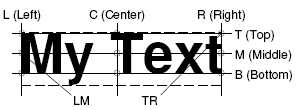 L (Left) C (Center) R (Right)
My Text
T (Top)
M (Middle)
B (Bottom)
LM TR